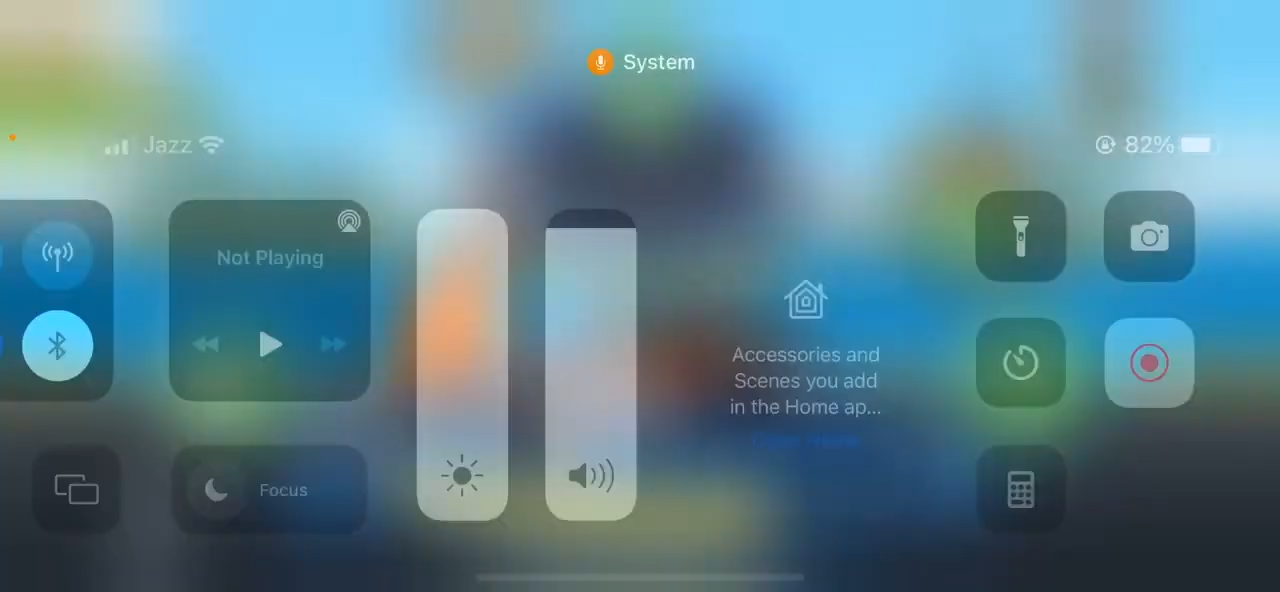 System
Jazz
82%
Not Playing
Accessories and
Scenes you add
in the Home ap...
Focus